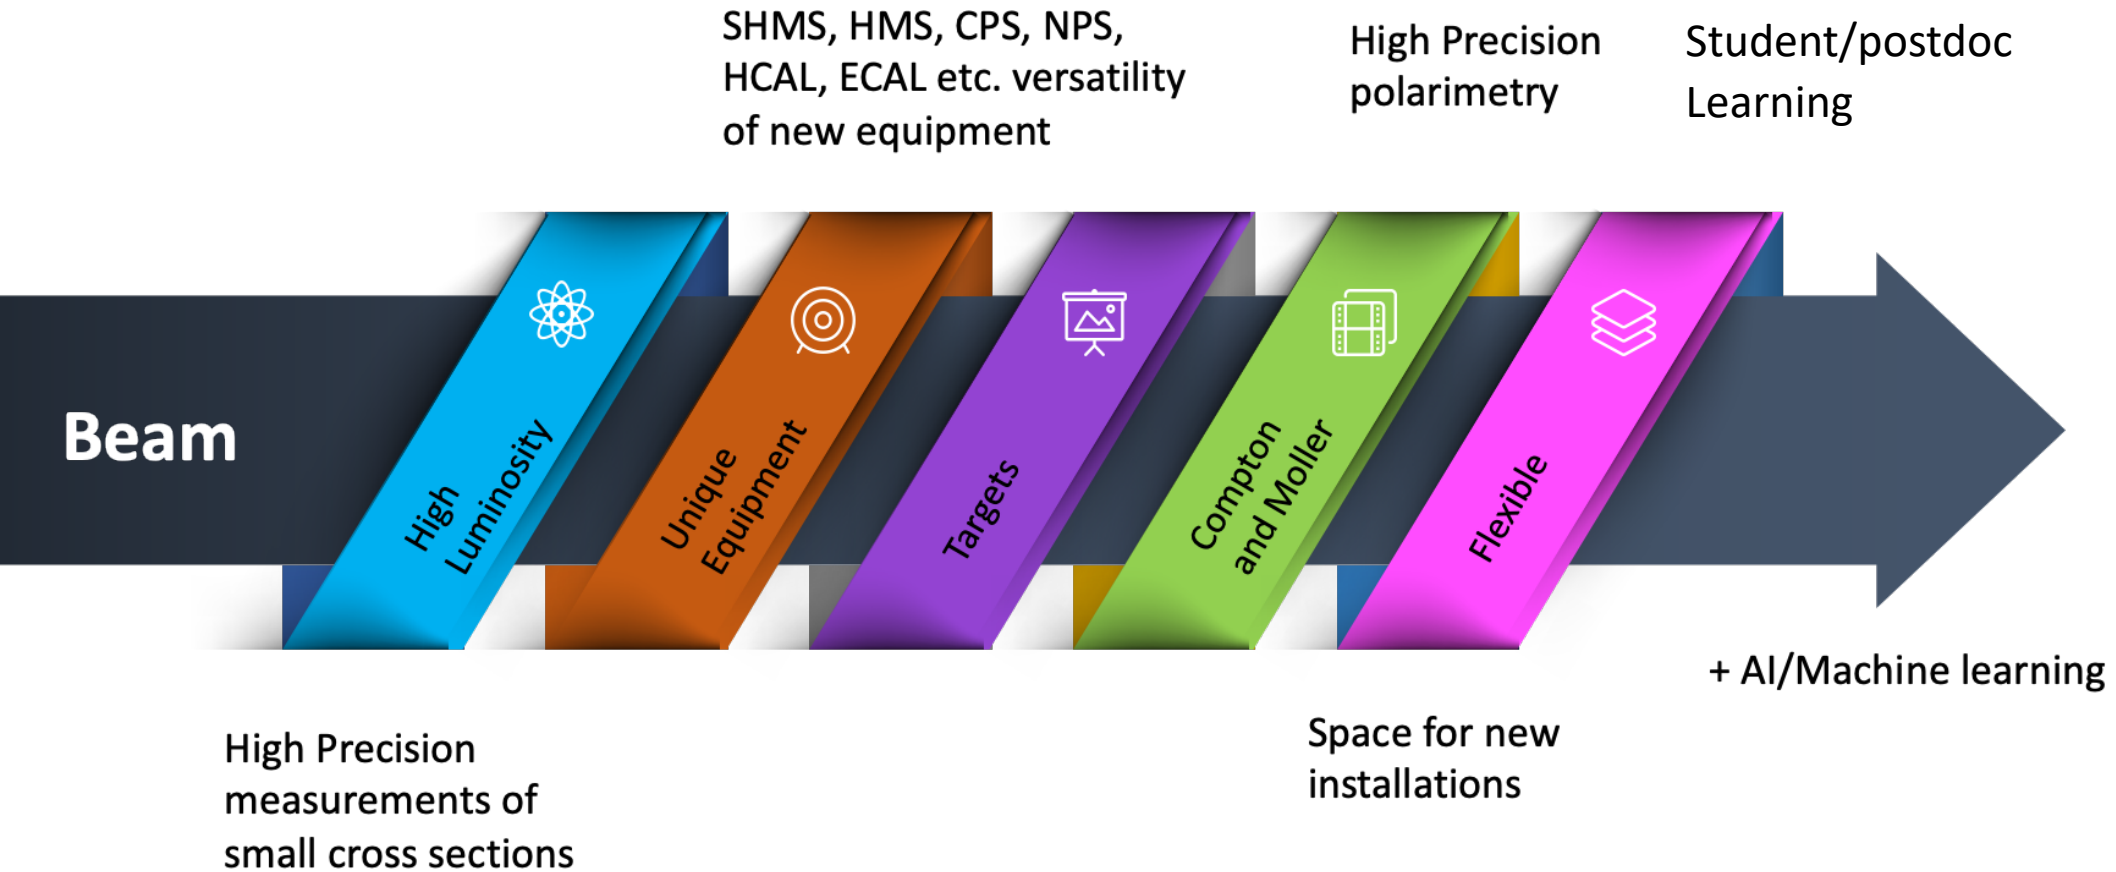 SHMS, HMS, CPS, NPS,
HCAL, ECAL etc. versatility
of new equipment
High Precision
polarimetry
Student/postdoc
Learning
Beam
High
Luminosity
Unique
Equipment
Targets
Compton
and Moller
Flexible
+ AI/Machine learning
High Precision
measurements of
small cross sections
Space for new
installations